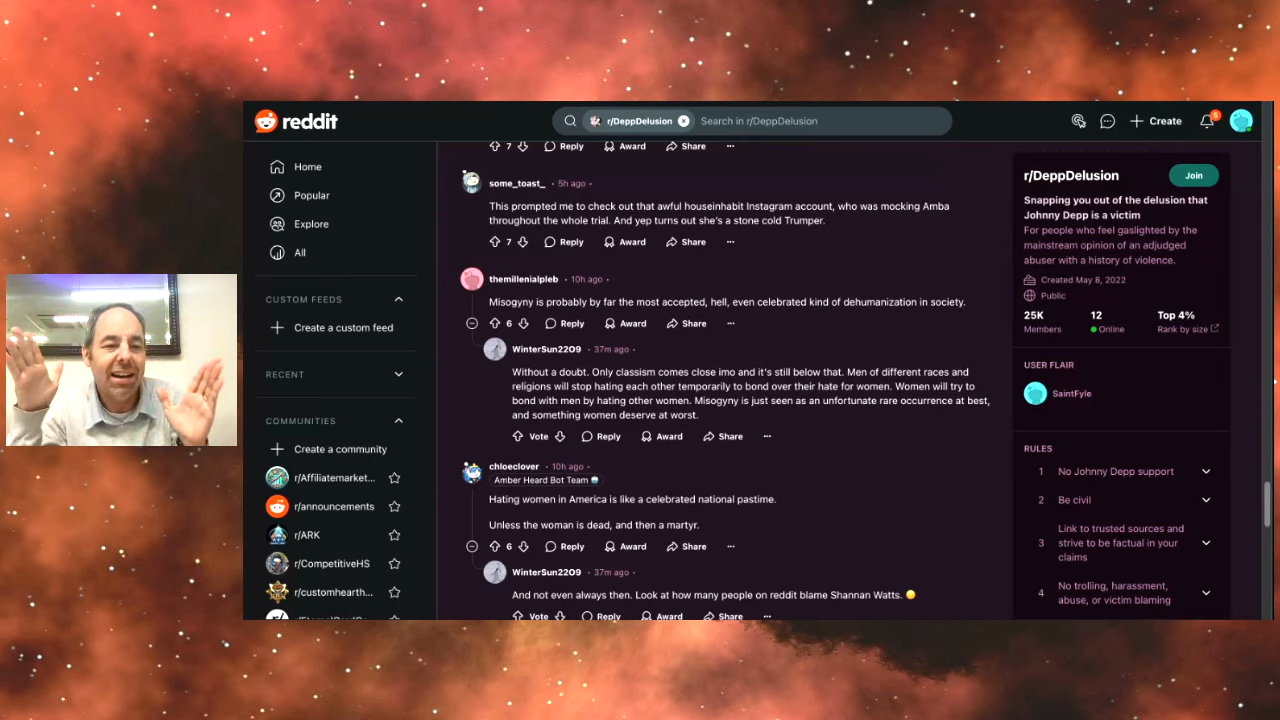 reddit
r/DeppDelusion
Search in r/DeppDelusion
Create
5
Home
Popular
Explore
All
CUSTOM FEEDS
Create a custom feed
RECENT
COMMUNITIES
Create a community
r/Affiliatemarket...
r/announcements
r/ARK
r/CompetitiveHS
r/customhearth...
7 Reply Award Share
some_toast_ · 5h ago ·
This prompted me to check out that awful houseinhabit Instagram account, who was mocking Amba
throughout the whole trial. And yep turns out she's a stone cold Trumper.
7 Reply Award Share
themillenialpleb · 10h ago ·
Misogyny is probably by far the most accepted, hell, even celebrated kind of dehumanization in society.
6 Reply Award Share
WinterSun2209 · 37m ago ·
Without a doubt. Only classism comes close imo and it's still below that. Men of different races and
religions will stop hating each other temporarily to bond over their hate for women. Women will try to
bond with men by hating other women. Misogyny is just seen as an unfortunate rare occurrence at best,
and something women deserve at worst.
Vote Reply Award Share
chloeclover · 10h ago ·
Amber Heard Bot Team
Hating women in America is like a celebrated national pastime.
Unless the woman is dead, and then a martyr.
6 Reply Award Share
WinterSun2209 · 37m ago ·
And not even always then. Look at how many people on reddit blame Shannan Watts.
Vote Reply Award Share
r/DeppDelusion
Join
Snapping you out of the delusion that
Johnny Depp is a victim
For people who feel gaslighted by the
mainstream opinion of an adjudged
abuser with a history of violence.
Created May 8, 2022
Public
25K 12 Top 4%
Members Online Rank by size
USER FLAIR
SaintFyle
RULES
1 No Johnny Depp support
2 Be civil
3 Link to trusted sources and
strive to be factual in your
claims
4 No trolling, harassment,
abuse, or victim blaming